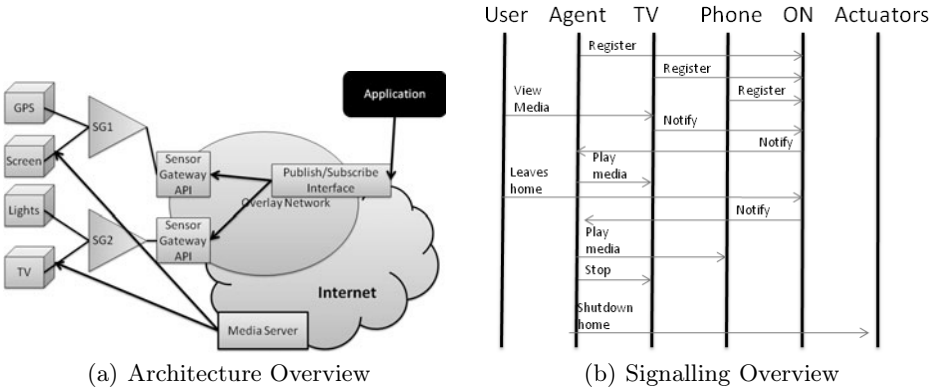 GPS
Screen
Lights
TV
SG1
SG2
Sensor
Gateway
API
Sensor
Gateway
API
Application
Publish/Subscribe
Interface
Overlay Network
Internet
Media Server
(a) Architecture Overview
User Agent TV Phone ON Actuators
Register
Register
Register
View
Media
Notify
Notify
Play
media
Leaves
home
Notify
Play
media
Stop
Shutdown
home
(b) Signalling Overview